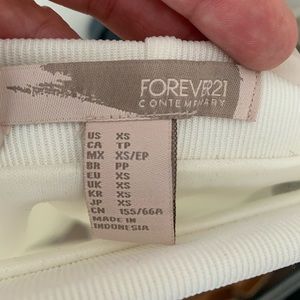 FOREVER21
CONTEMPORARY
US XS
CA TP
MX XS/EP
BR PP
EU XS
UK XS
KR XS
JP XS
CN 155/66A
MADE IN
INDONESIA